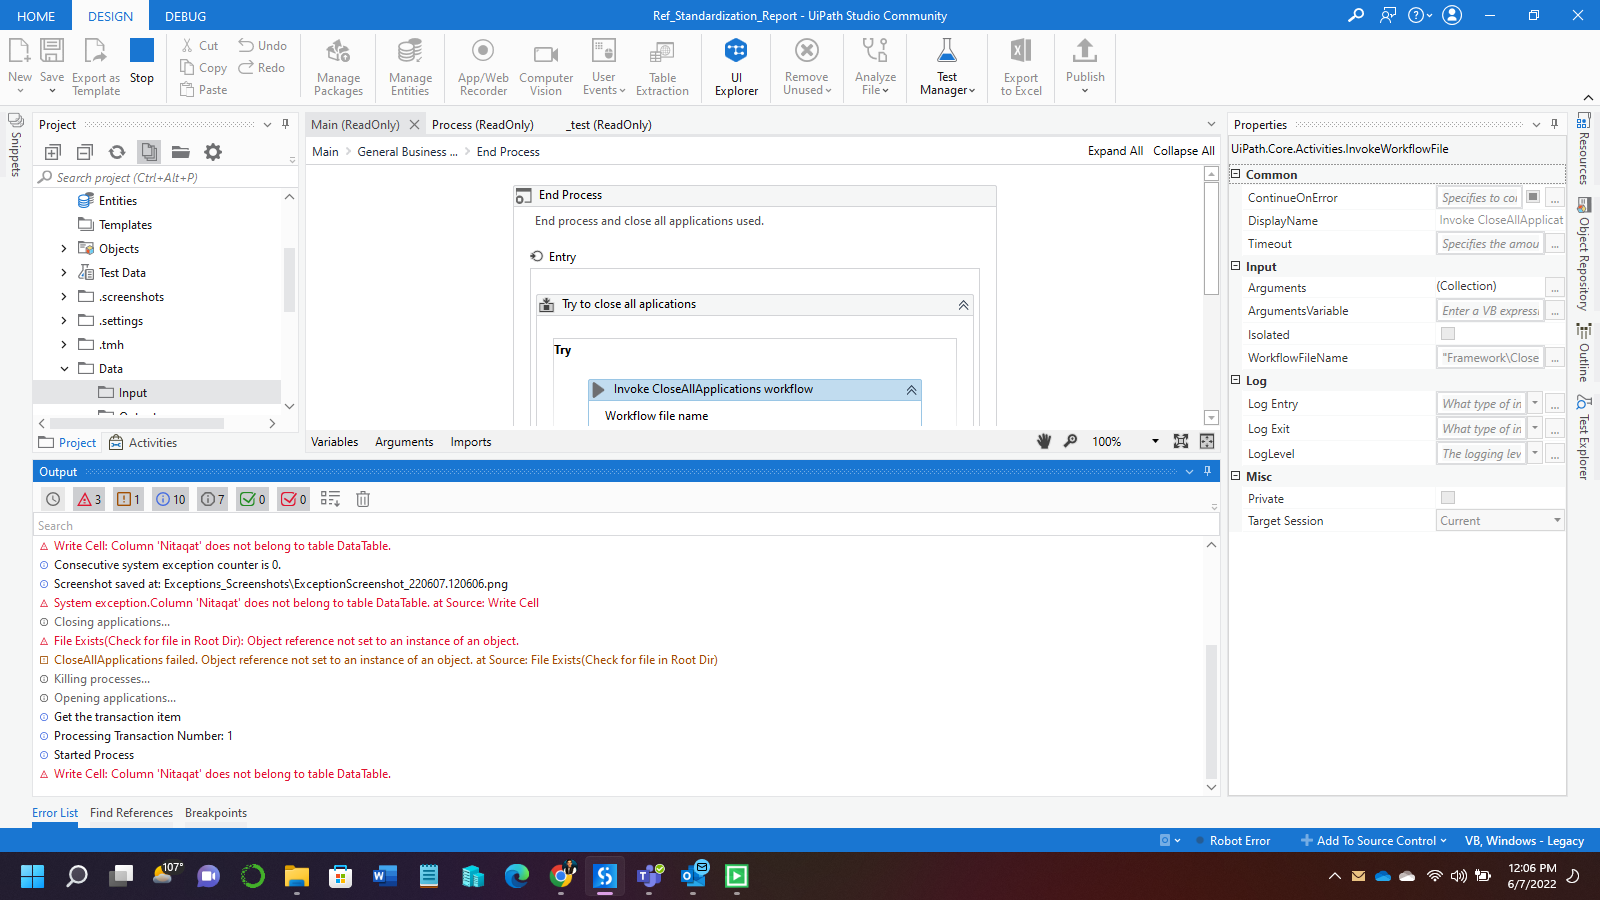 HOME DESIGN DEBUG Ref_Standardization_Report - UiPath Studio Community
New Save Export as Template Stop
Cut Copy Paste Undo Redo
Manage Packages
Manage Entities
App/Web Recorder
Computer Vision
User Events
Table Extraction
UI Explorer
Remove Unused
Analyze File
Test Manager
Export to Excel
Publish
Snippets
Project
Search project (Ctrl+Alt+P)
Entities
Templates
Objects
Test Data
.screenshots
.settings
.tmh
Data
Input
Project Activities
Main (ReadOnly) Process (ReadOnly) _test (ReadOnly)
Main General Business ... End Process Expand All Collapse All
End Process
End process and close all applications used.
Entry
Try to close all aplications
Try
Invoke CloseAllApplications workflow
Workflow file name
Variables Arguments Imports 100%
Properties
UiPath.Core.Activities.InvokeWorkflowFile
Common
ContinueOnError Specifies to coi ...
DisplayName Invoke CloseAllApplicat
Timeout Specifies the amou ...
Input
Arguments (Collection) ...
ArgumentsVariable Enter a VB express ...
Isolated
WorkflowFileName "Framework\Close ...
Log
Log Entry What type of in ...
Log Exit What type of in ...
LogLevel The logging lev ...
Misc
Private
Target Session Current
Resources
Object Repository
Outline
Test Explorer
Output
3 1 10 7 0 0
Search
Write Cell: Column 'Nitaqat' does not belong to table DataTable.
Consecutive system exception counter is 0.
Screenshot saved at: Exceptions_Screenshots\ExceptionScreenshot_220607.120606.png
System exception.Column 'Nitaqat' does not belong to table DataTable. at Source: Write Cell
Closing applications...
File Exists(Check for file in Root Dir): Object reference not set to an instance of an object.
CloseAllApplications failed. Object reference not set to an instance of an object. at Source: File Exists(Check for file in Root Dir)
Killing processes...
Opening applications...
Get the transaction item
Processing Transaction Number: 1
Started Process
Write Cell: Column 'Nitaqat' does not belong to table DataTable.
Error List Find References Breakpoints
Robot Error Add To Source Control VB, Windows - Legacy
107°
12:06 PM
6/7/2022